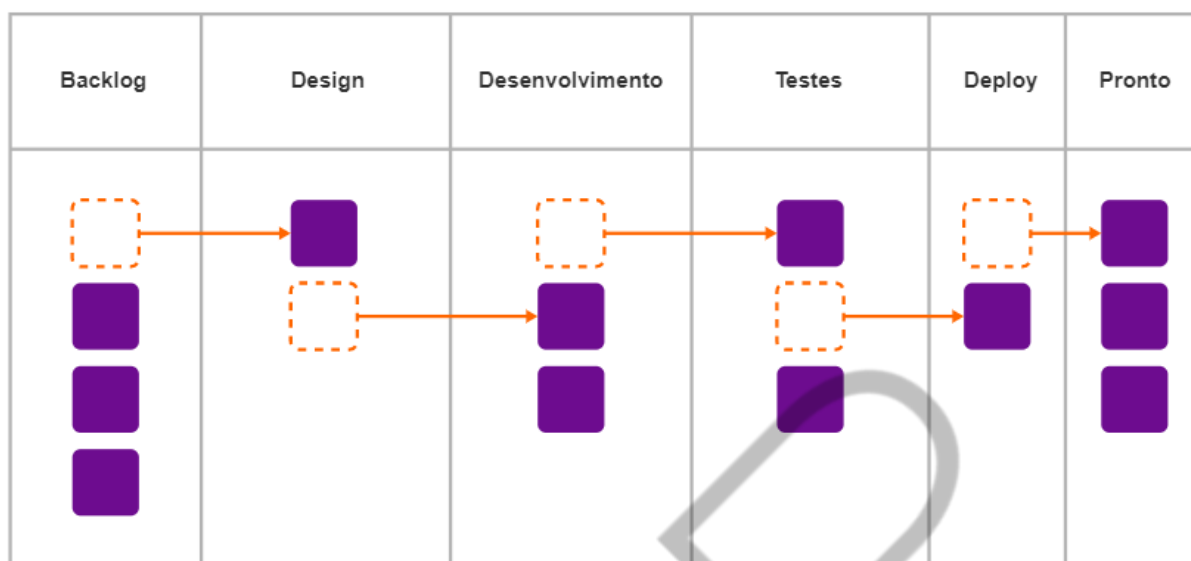 Backlog
Design
Desenvolvimento
Testes
Deploy
Pronto